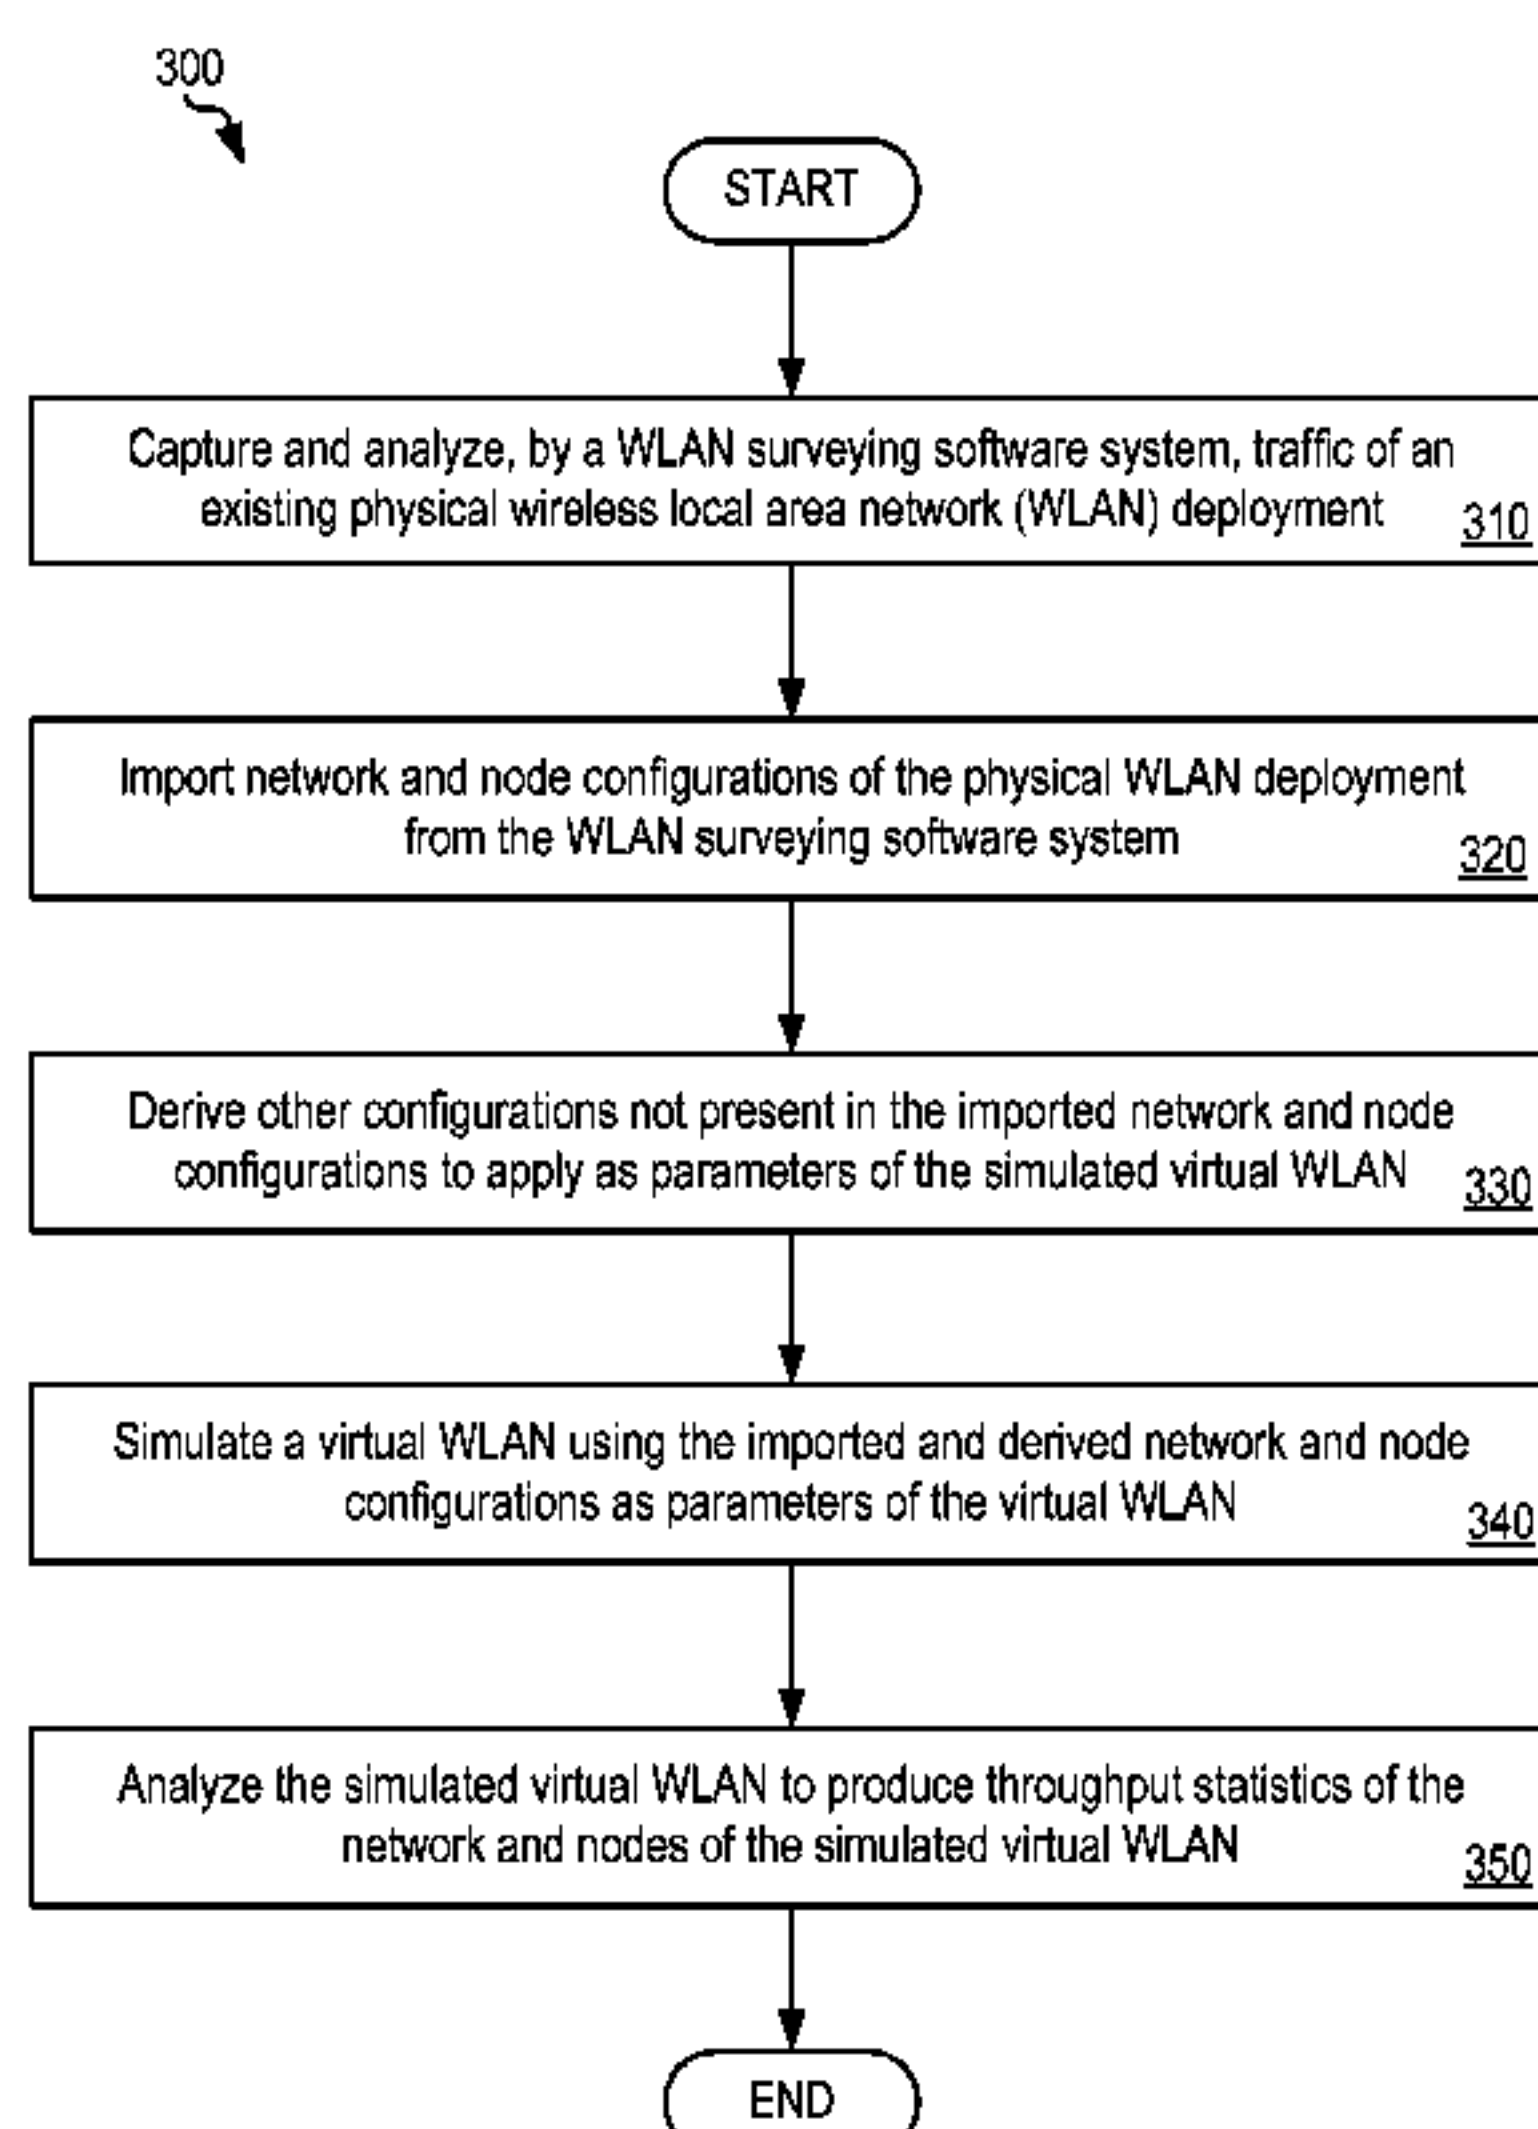 300
START
Capture and analyze, by a WLAN surveying software system, traffic of an
existing physical wireless local area network (WLAN) deployment
310
Import network and node configurations of the physical WLAN deployment
from the WLAN surveying software system
320
Derive other configurations not present in the imported network and node
configurations to apply as parameters of the simulated virtual WLAN
330
Simulate a virtual WLAN using the imported and derived network and node
configurations as parameters of the virtual WLAN
340
Analyze the simulated virtual WLAN to produce throughput statistics of the
network and nodes of the simulated virtual WLAN
350
END